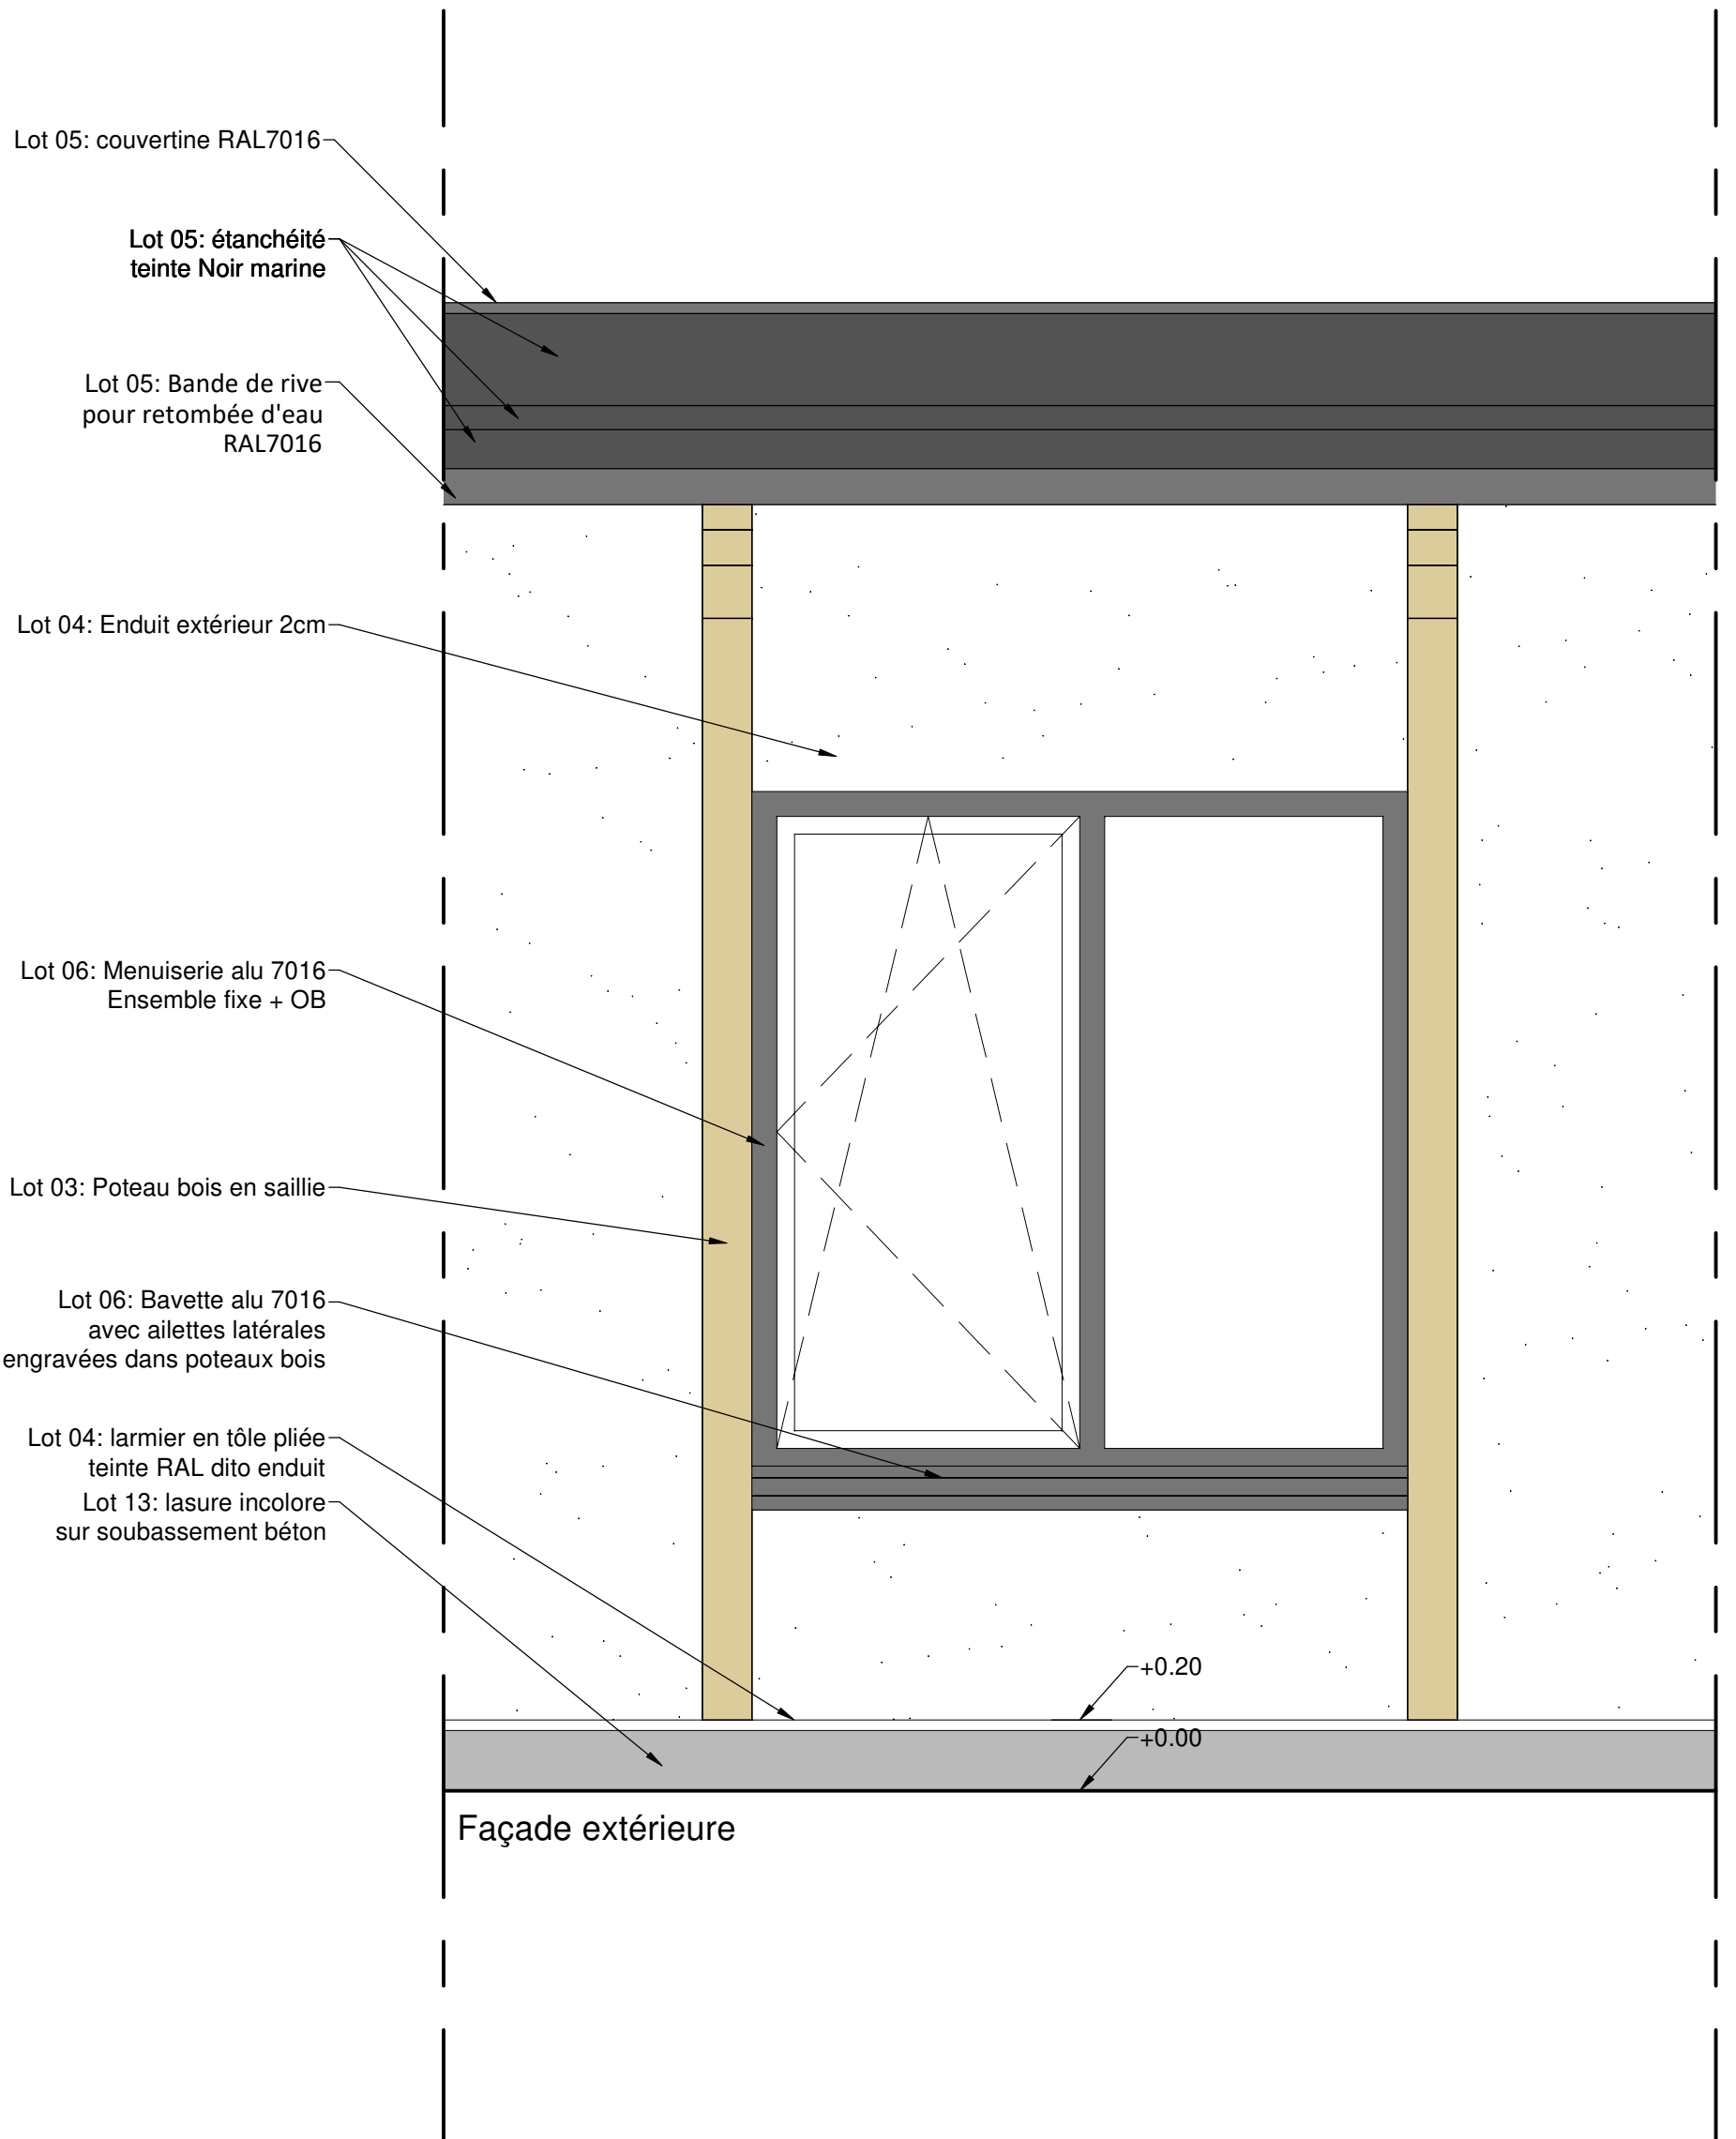 Lot 05: couvertine RAL7016
Lot 05: étanchéité
teinte Noir marine
Lot 05: Bande de rive
pour retombée d'eau
RAL7016
Lot 04: Enduit extérieur 2cm
Lot 06: Menuiserie alu 7016
Ensemble fixe + OB
Lot 03: Poteau bois en saillie
Lot 06: Bavette alu 7016
avec ailettes latérales
engravées dans poteaux bois
Lot 04: larmier en tôle pliée
teinte RAL dito enduit
Lot 13: lasure incolore
sur soubassement béton
+0.20
+0.00
Façade extérieure